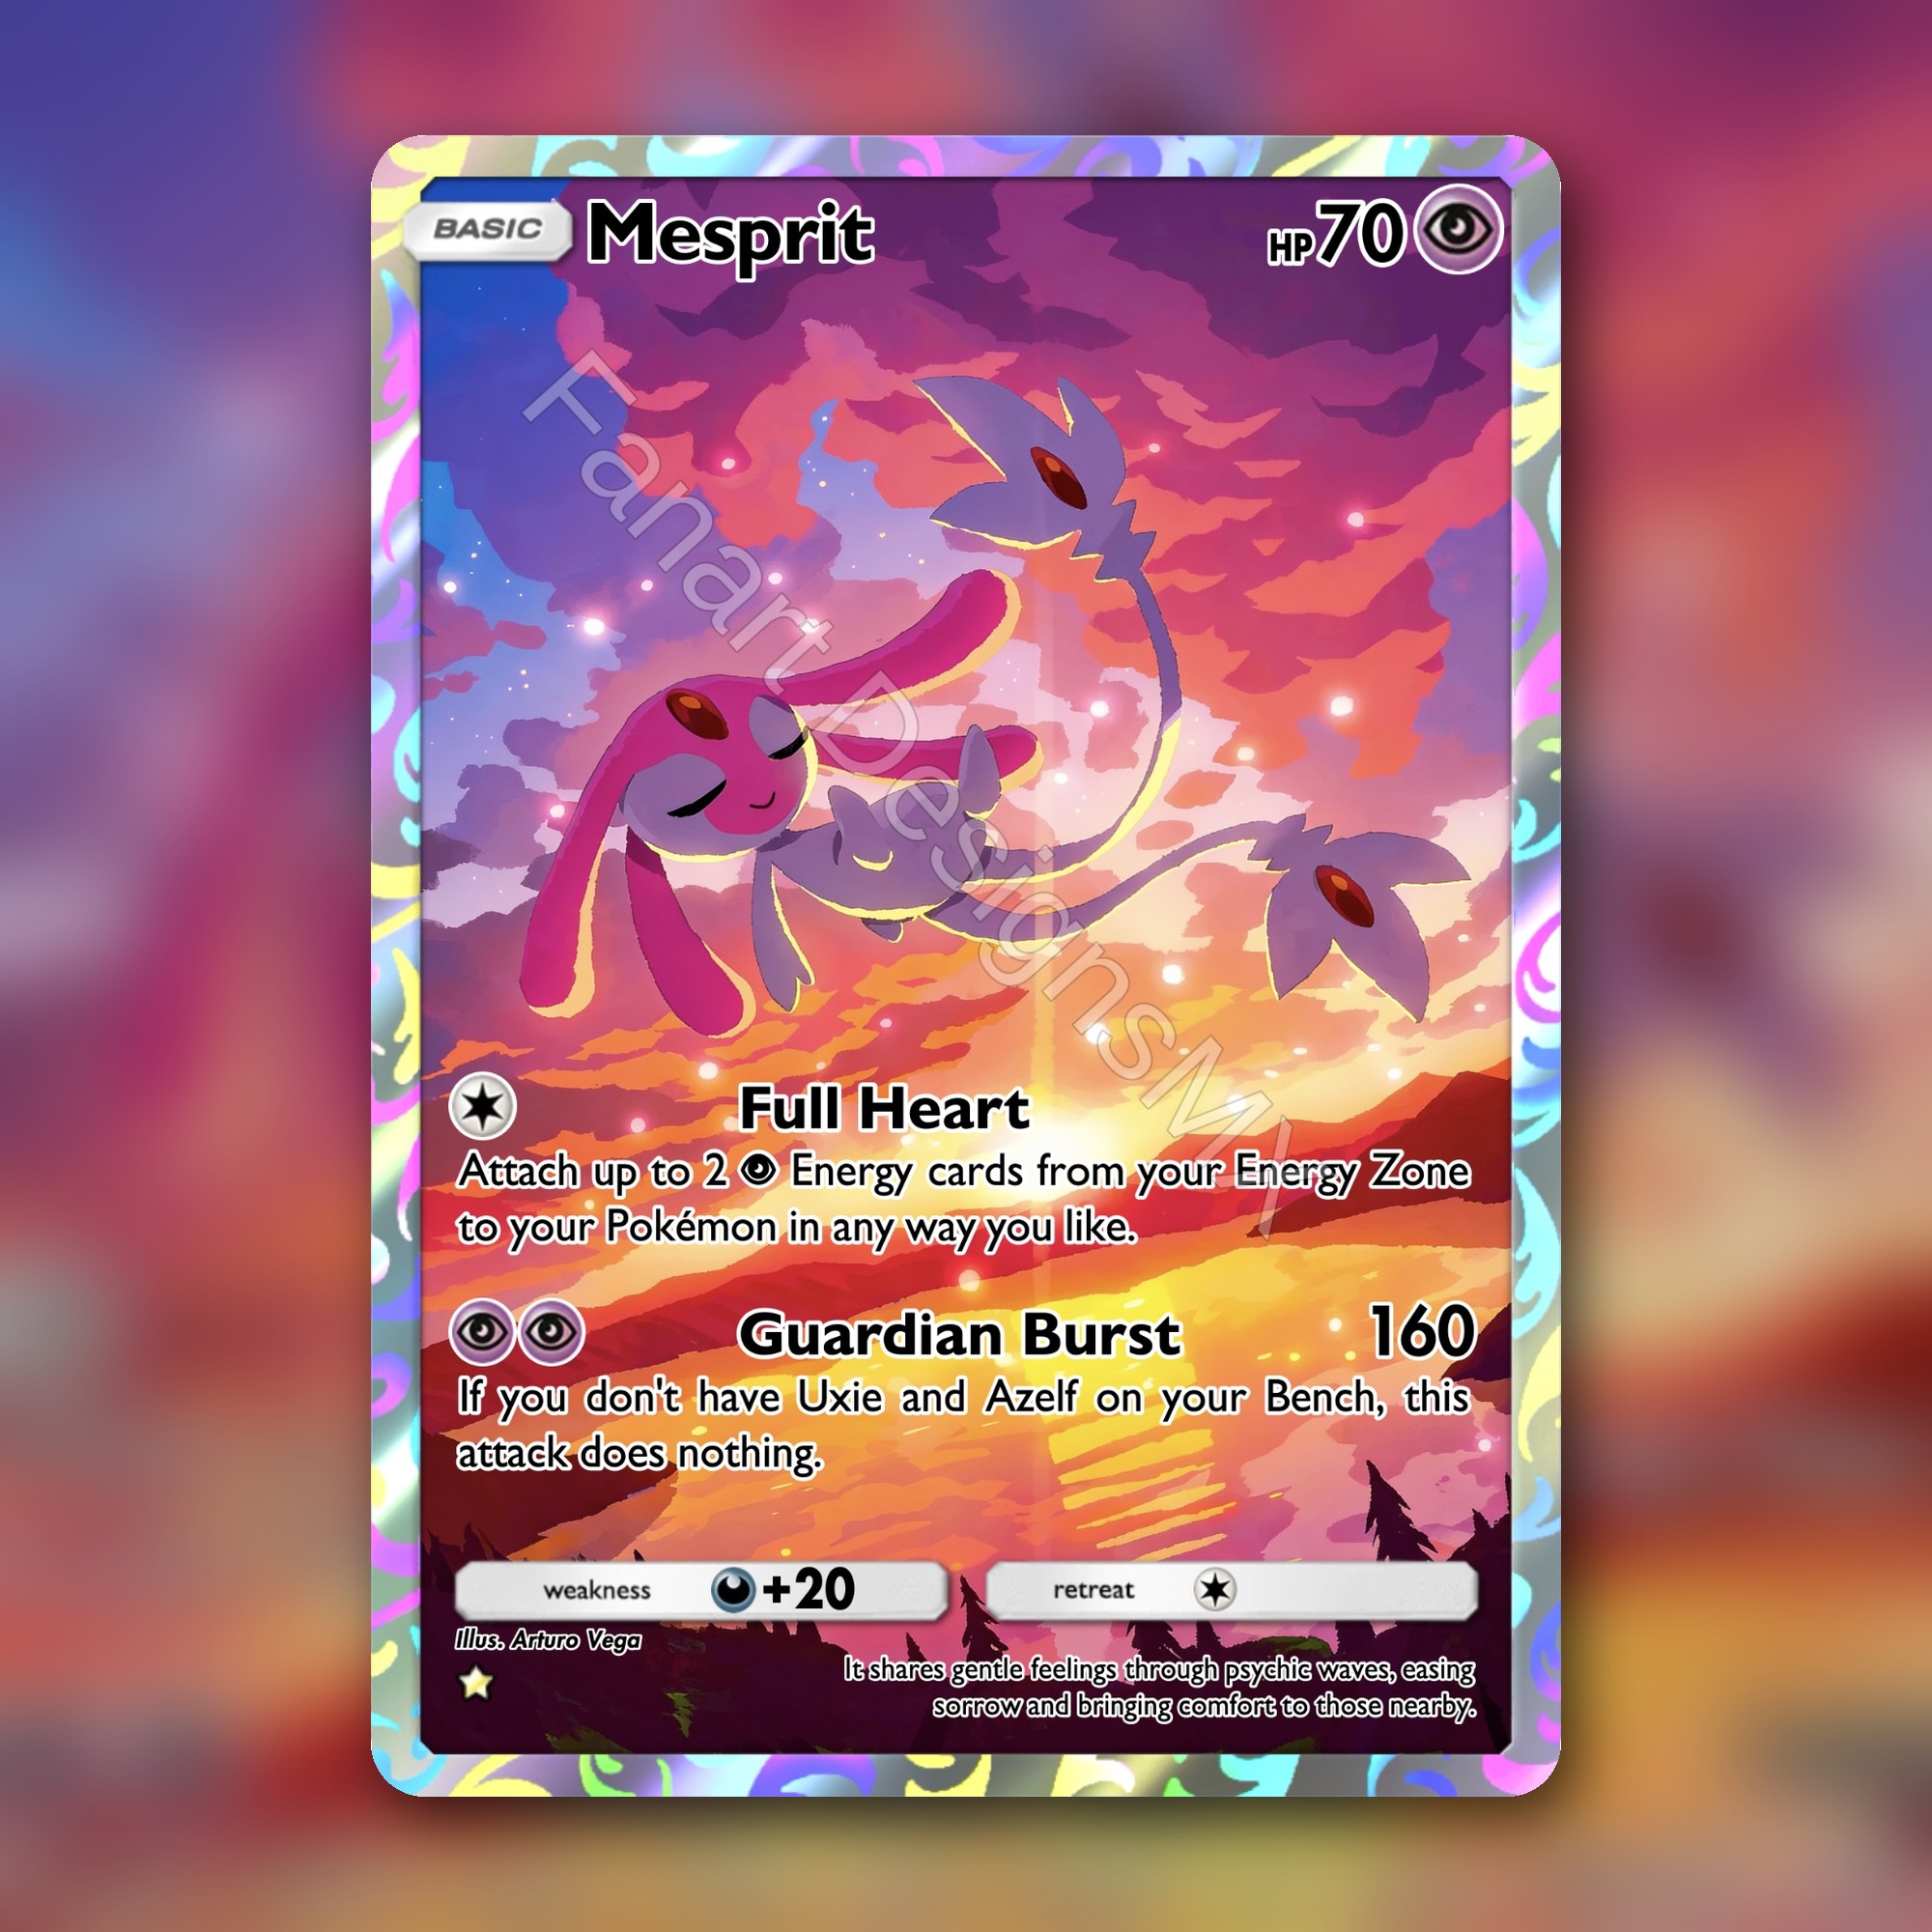 BASIC Mesprit HP70
Fanart DesignsMX
Full Heart
Attach up to 2 Energy cards from your Energy Zone
to your Pokémon in any way you like.
Guardian Burst 160
If you don't have Uxie and Azelf on your Bench, this
attack does nothing.
weakness +20 retreat
Illus. Arturo Vega
It shares gentle feelings through psychic waves, easing
sorrow and bringing comfort to those nearby.